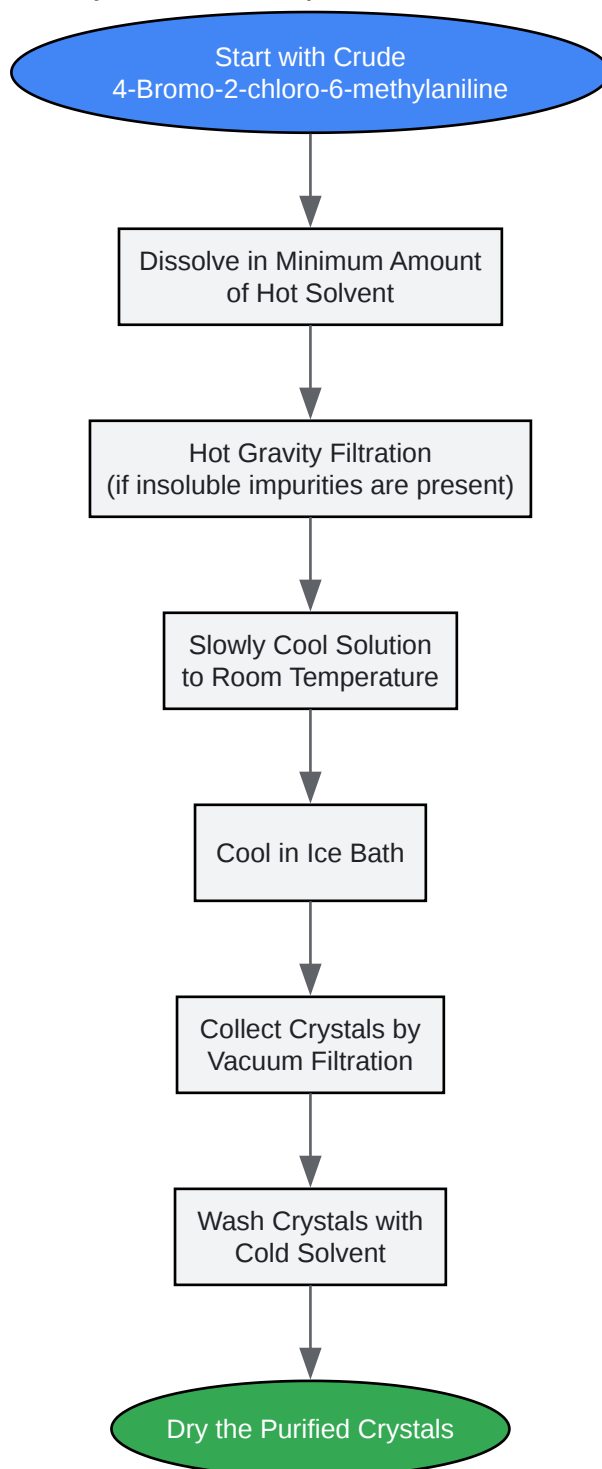 Start with Crude
4-Bromo-2-chloro-6-methylaniline
Dissolve in Minimum Amount
of Hot Solvent
Hot Gravity Filtration
(if insoluble impurities are present)
Slowly Cool Solution
to Room Temperature
Cool in Ice Bath
Collect Crystals by
Vacuum Filtration
Wash Crystals with
Cold Solvent
Dry the Purified Crystals